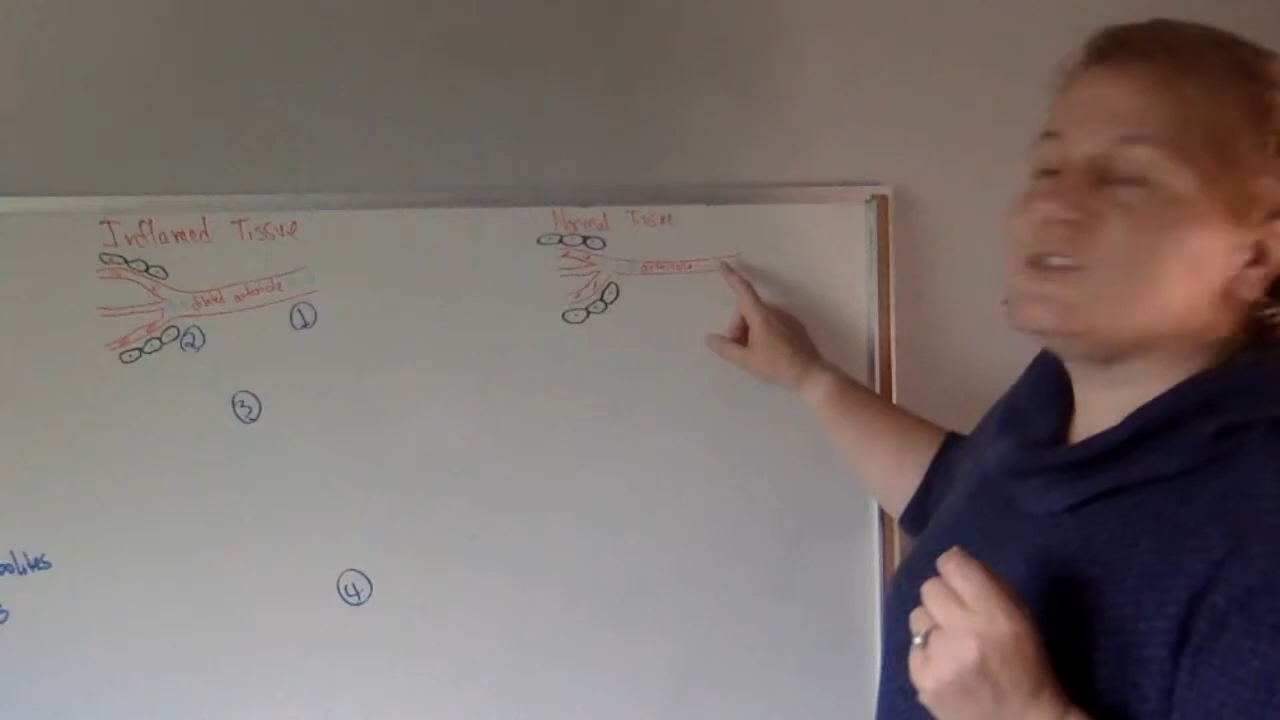 Inflamed Tissue
Normal Tissue
dilated arteriole
arteriole
1
2
3
4